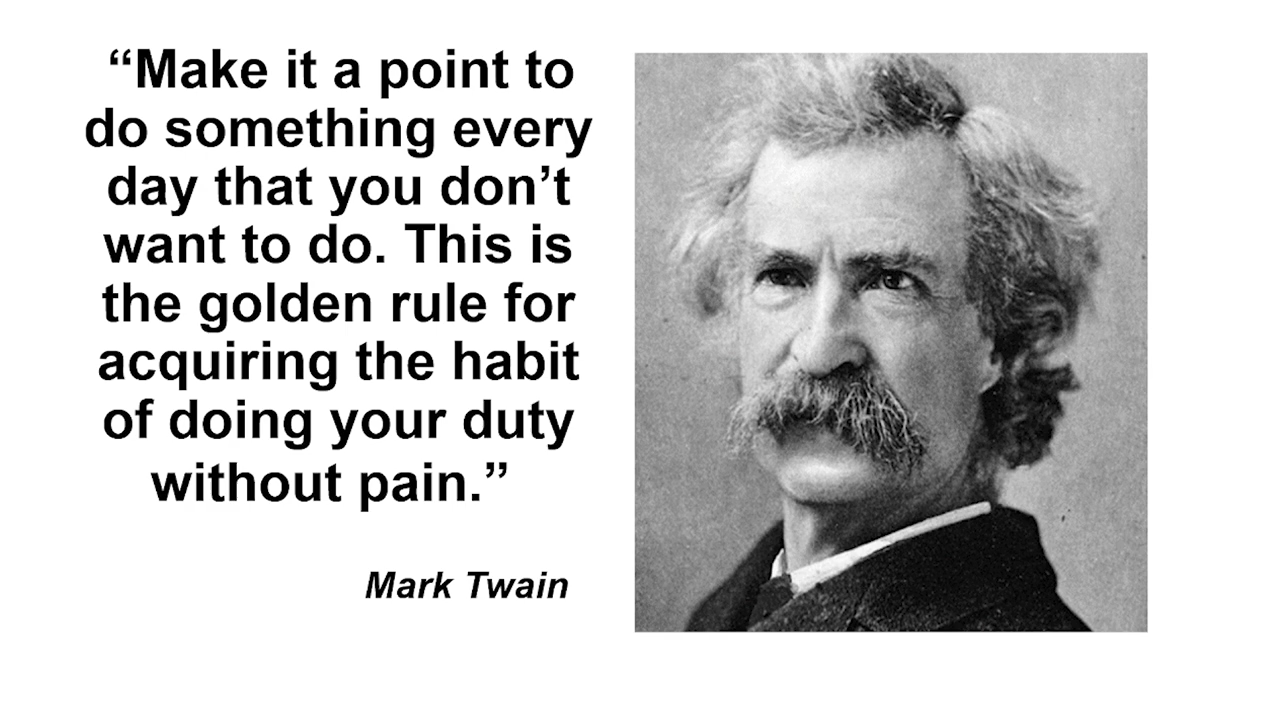 “Make it a point to
do something every
day that you don’t
want to do. This is
the golden rule for
acquiring the habit
of doing your duty
without pain.”
Mark Twain